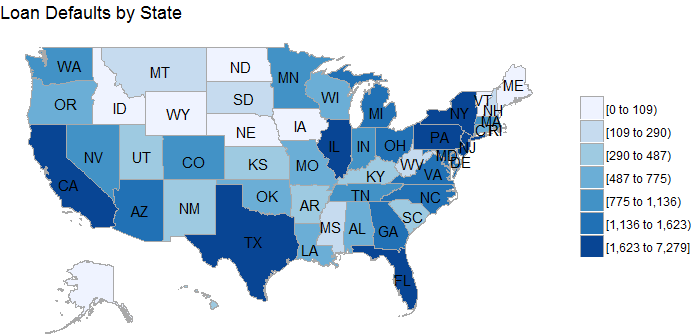 Loan Defaults by State
WA
MT
ND
MN
ME
OR
ID
SD
WI
MI
VT
NH
NY
MA
CT RI
WY
NE
IA
IL
IN
OH
PA
NJ
NV
UT
CO
KS
MO
KY
WV
MD
DE
VA
CA
AZ
NM
OK
AR
TN
NC
SC
TX
LA
MS
AL
GA
FL
[0 to 109)
[109 to 290)
[290 to 487)
[487 to 775)
[775 to 1,136)
[1,136 to 1,623)
[1,623 to 7,279]